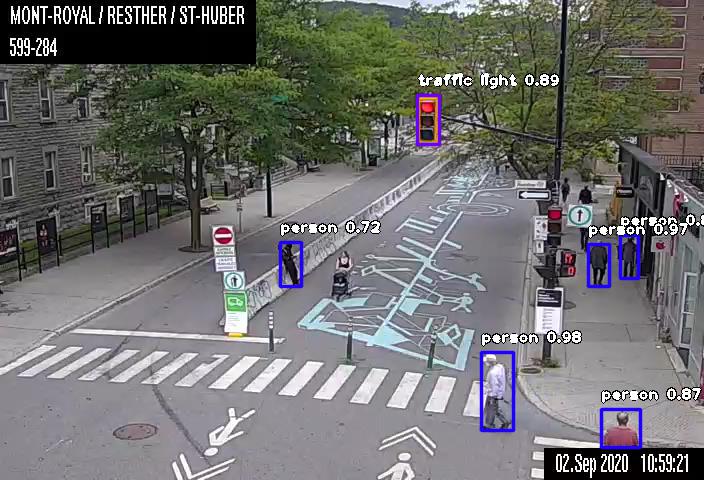 MONT-ROYAL / RESTHER / ST-HUBER
599-284
traffic light 0.89
person 0.72
person 0.97
person 0.98
person 0.87
02.Sep 2020 10:59:21